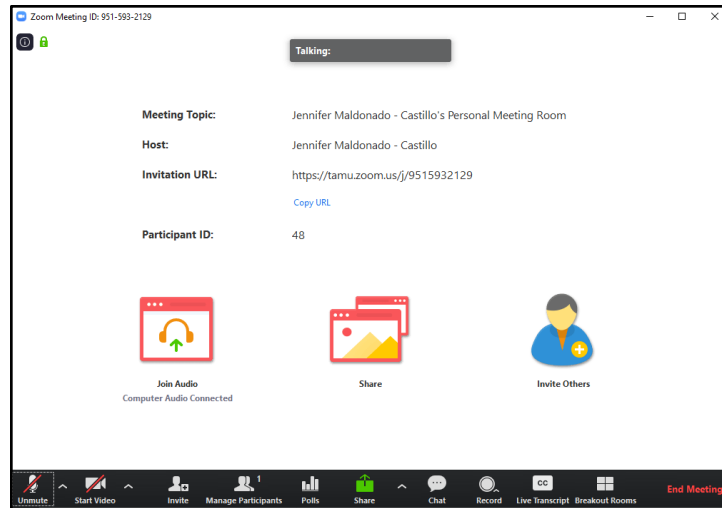 Zoom Meeting ID: 951-593-2129
Talking:
Meeting Topic: Jennifer Maldonado - Castillo's Personal Meeting Room
Host: Jennifer Maldonado - Castillo
Invitation URL: https://tamu.zoom.us/j/9515932129
Copy URL
Participant ID: 48
Join Audio Share Invite Others
Computer Audio Connected
1 CC
Unmute Start Video Invite Manage Participants Polls Share Chat Record Live Transcript Breakout Rooms End Meeting